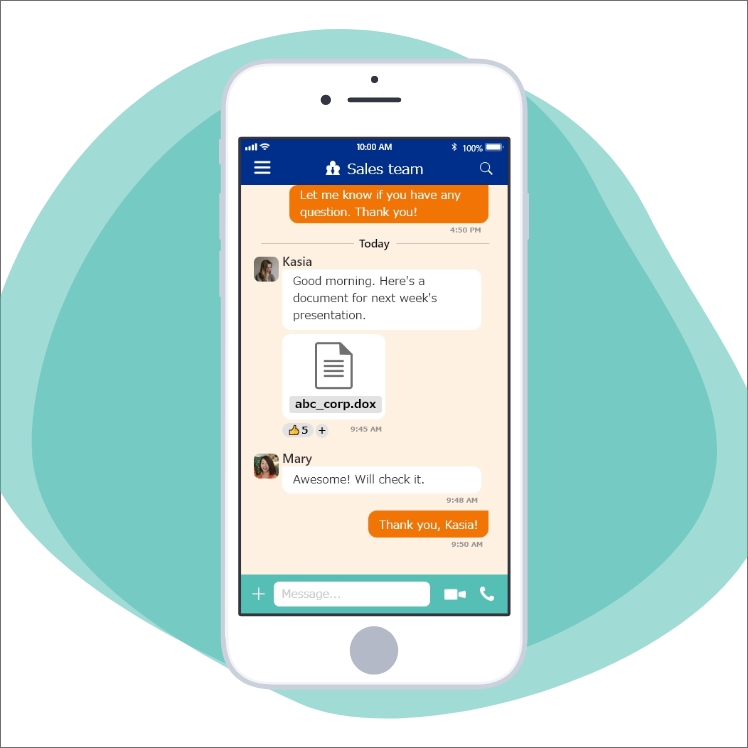 10:00 AM
100%
Sales team
Let me know if you have any
question. Thank you!
4:50 PM
Today
Kasia
Good morning. Here's a
document for next week's
presentation.
abc_corp.dox
5 +
9:45 AM
Mary
Awesome! Will check it.
9:48 AM
Thank you, Kasia!
9:50 AM
Message...